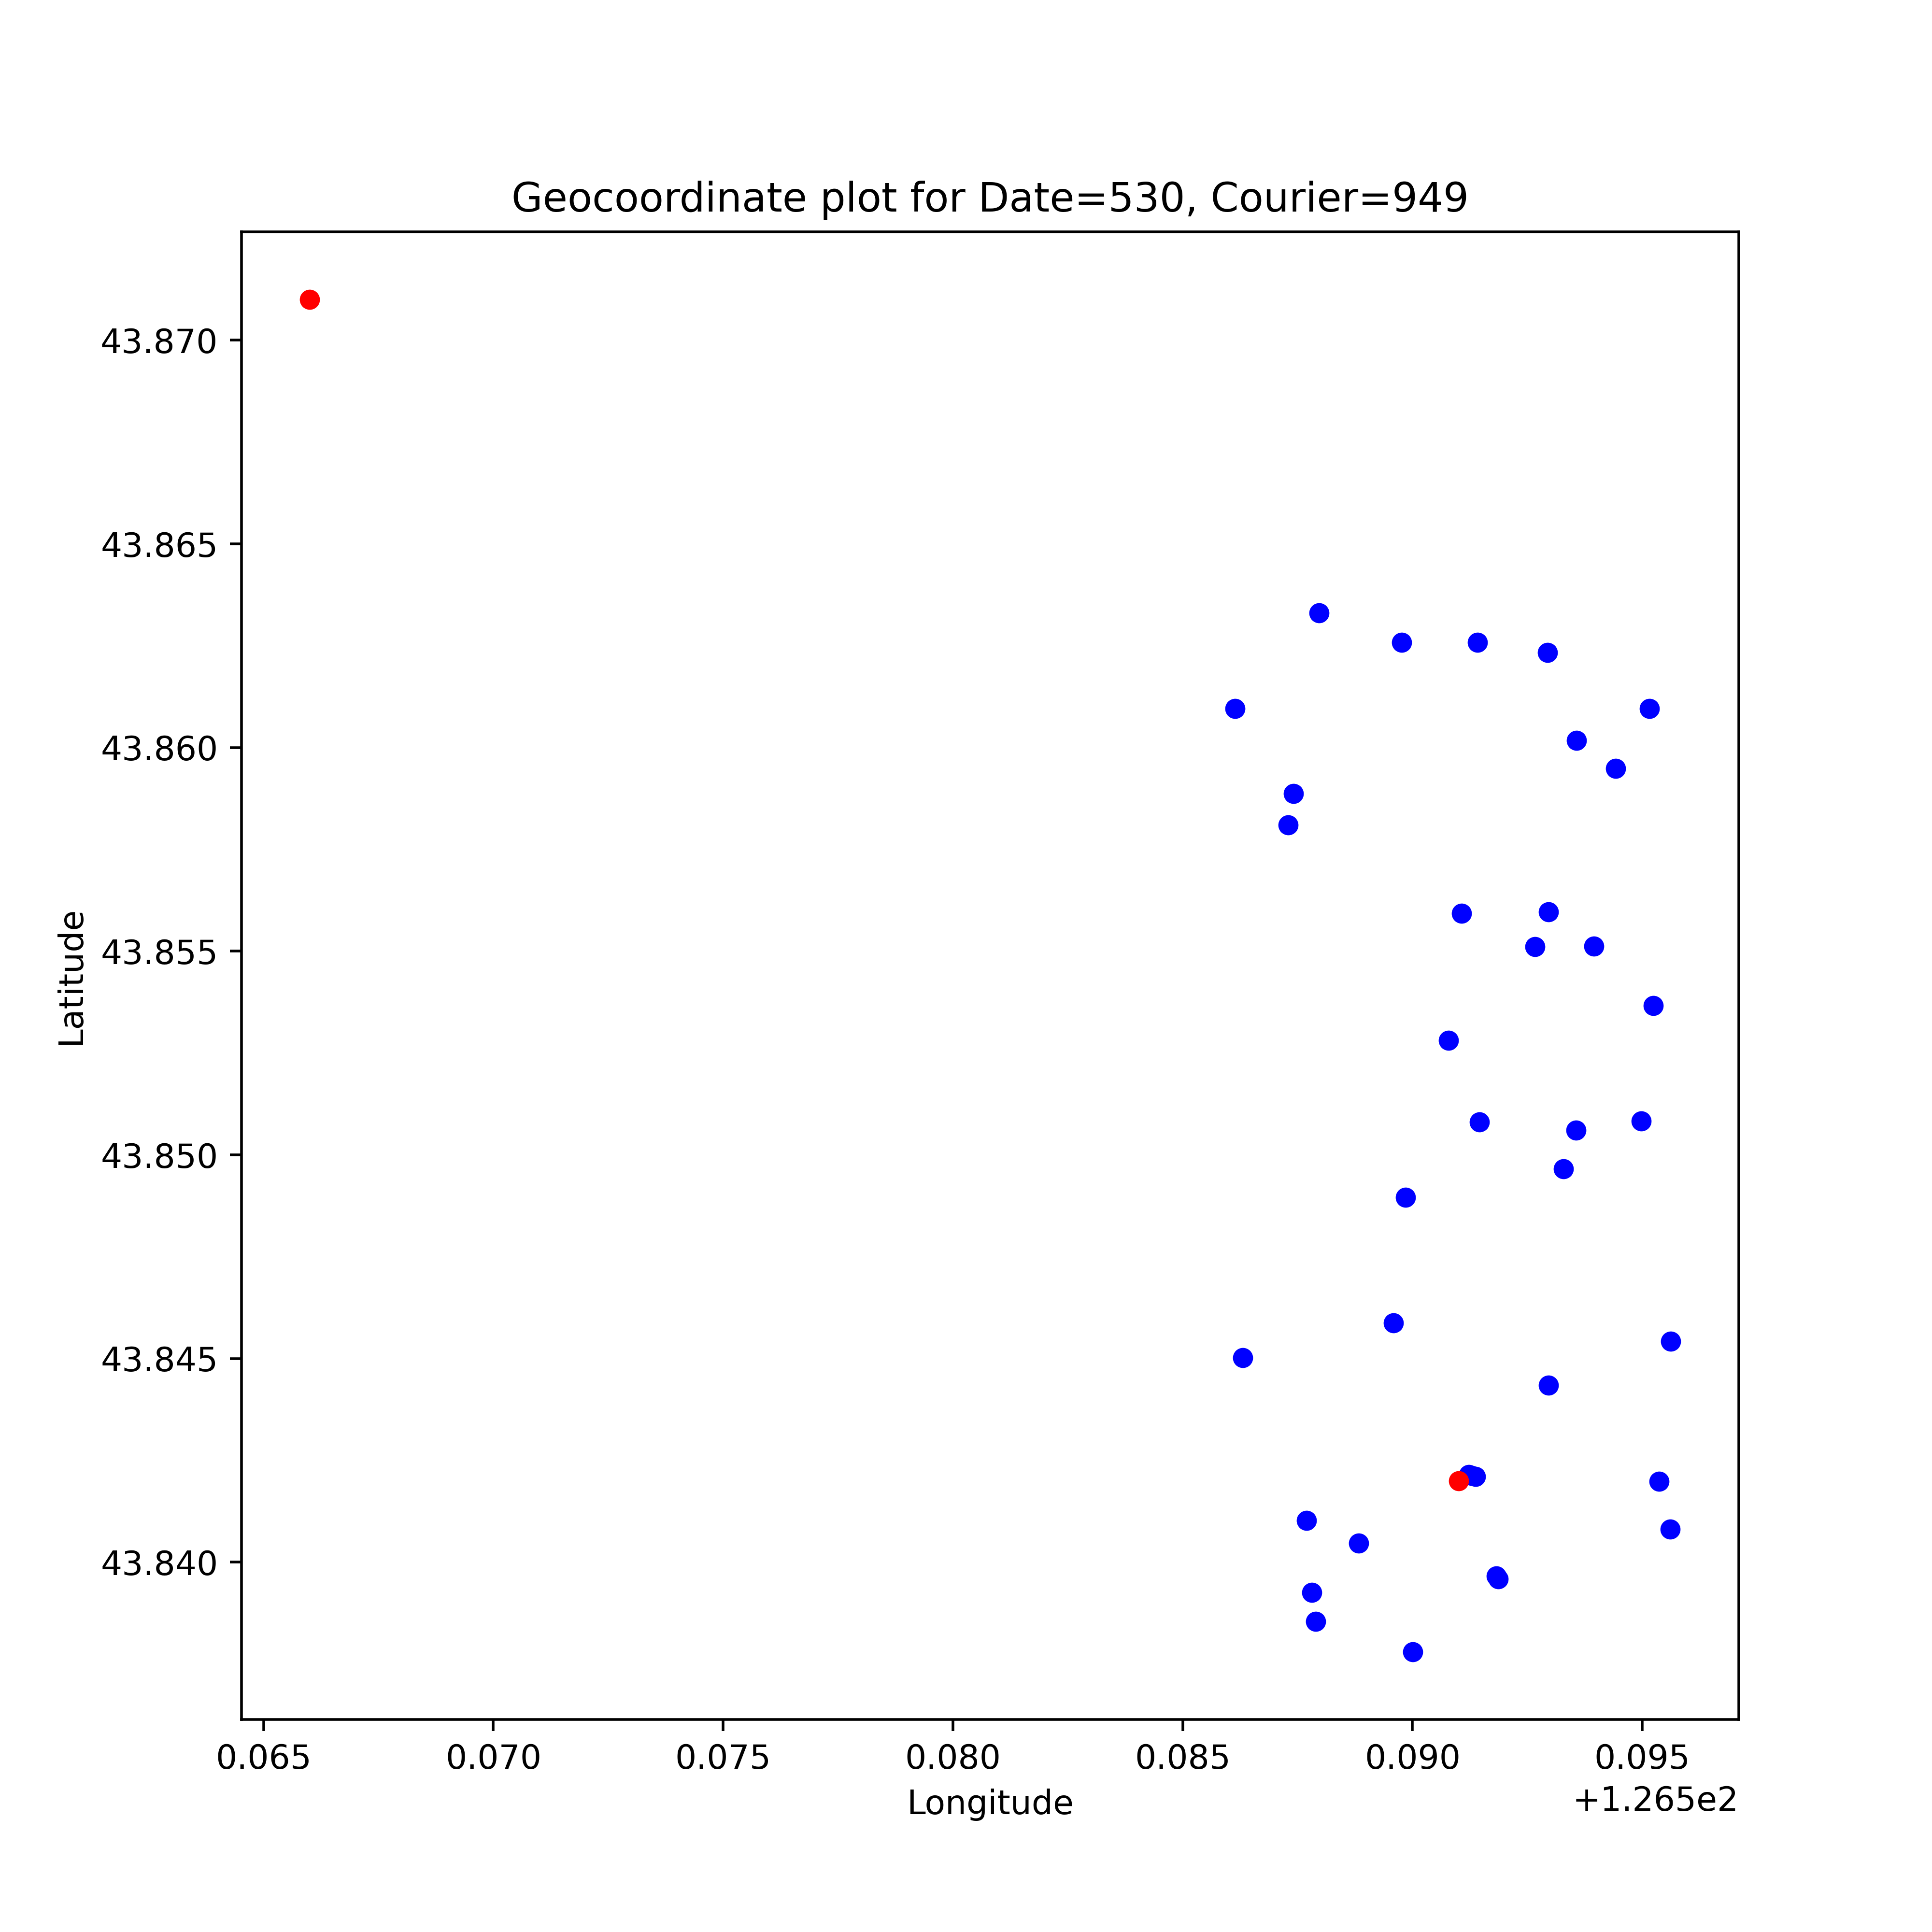 Geocoordinate plot for Date=530, Courier=949
43.870
43.865
43.860
43.855
43.850
43.845
43.840
Latitude
0.065 0.070 0.075 0.080 0.085 0.090 0.095
+1.265e2
Longitude